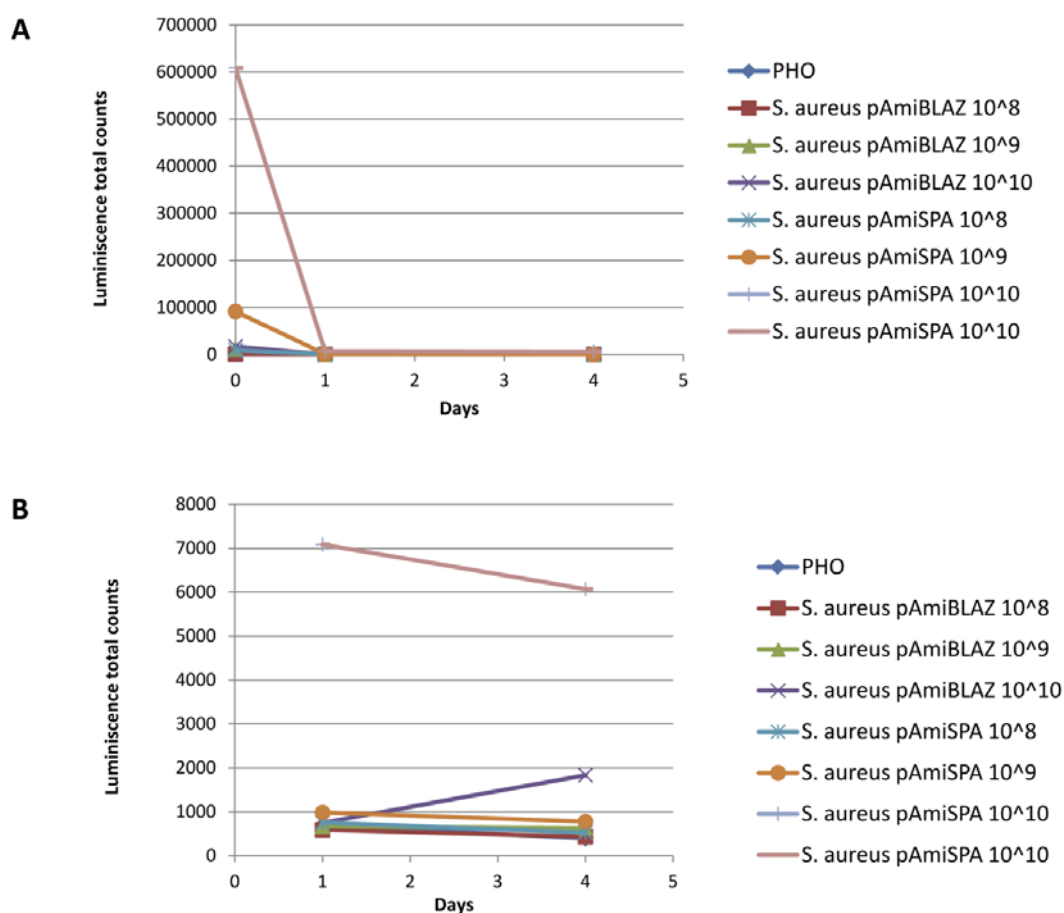 A
Luminiscence total counts
700000
600000
500000
400000
300000
200000
100000
0
0 1 2 3 4 5
Days
PHO
S. aureus pAmiBLAZ 10^8
S. aureus pAmiBLAZ 10^9
S. aureus pAmiBLAZ 10^10
S. aureus pAmiSPA 10^8
S. aureus pAmiSPA 10^9
S. aureus pAmiSPA 10^10
S. aureus pAmiSPA 10^10
B
Luminiscence total counts
8000
7000
6000
5000
4000
3000
2000
1000
0
0 1 2 3 4 5
Days
PHO
S. aureus pAmiBLAZ 10^8
S. aureus pAmiBLAZ 10^9
S. aureus pAmiBLAZ 10^10
S. aureus pAmiSPA 10^8
S. aureus pAmiSPA 10^9
S. aureus pAmiSPA 10^10
S. aureus pAmiSPA 10^10